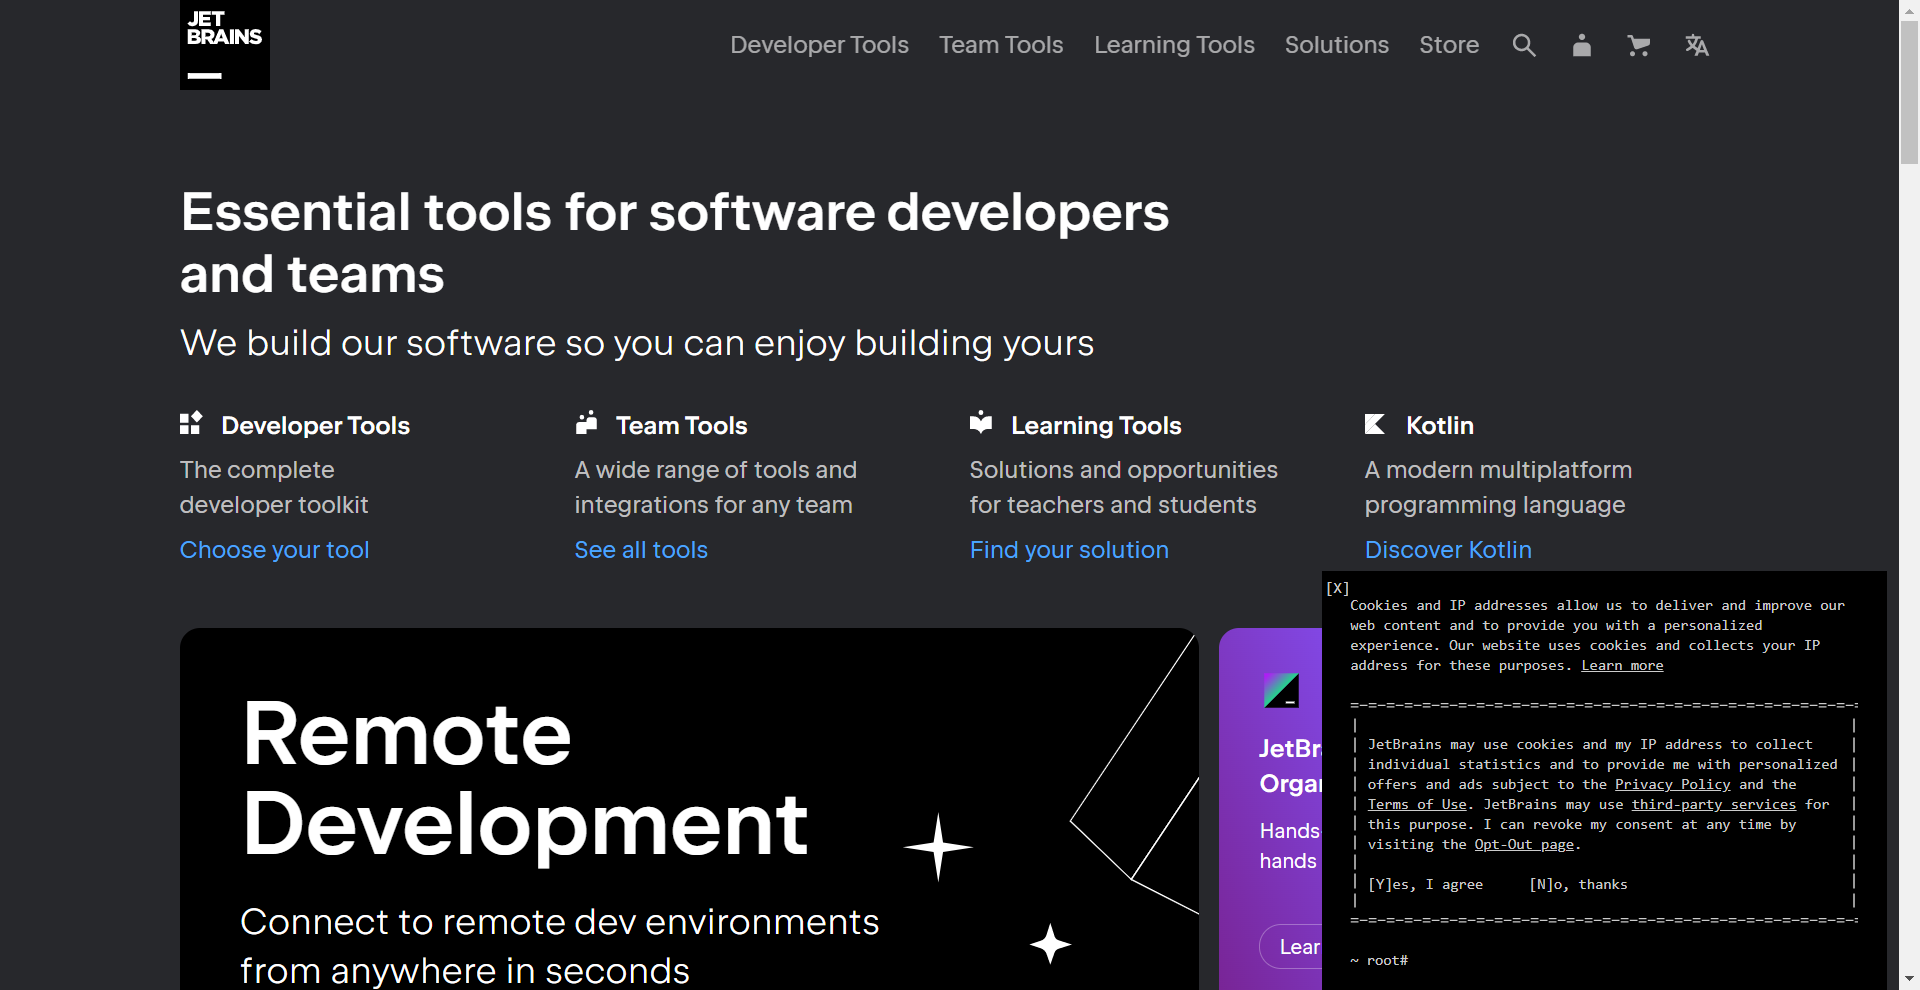 JET
BRAINS
Developer Tools
Team Tools
Learning Tools
Solutions
Store
Essential tools for software developers
and teams
We build our software so you can enjoy building yours
Developer Tools
The complete
developer toolkit
Choose your tool
Team Tools
A wide range of tools and
integrations for any team
See all tools
Learning Tools
Solutions and opportunities
for teachers and students
Find your solution
Kotlin
A modern multiplatform
programming language
Discover Kotlin
Remote
Development
Connect to remote dev environments
from anywhere in seconds
JetBr
Orga
Hands
hands
Lear
[X]
Cookies and IP addresses allow us to deliver and improve our
web content and to provide you with a personalized
experience. Our website uses cookies and collects your IP
address for these purposes. Learn more
JetBrains may use cookies and my IP address to collect
individual statistics and to provide me with personalized
offers and ads subject to the Privacy Policy and the
Terms of Use. JetBrains may use third-party services for
this purpose. I can revoke my consent at any time by
visiting the Opt-Out page.
[Y]es, I agree [N]o, thanks
~ root#